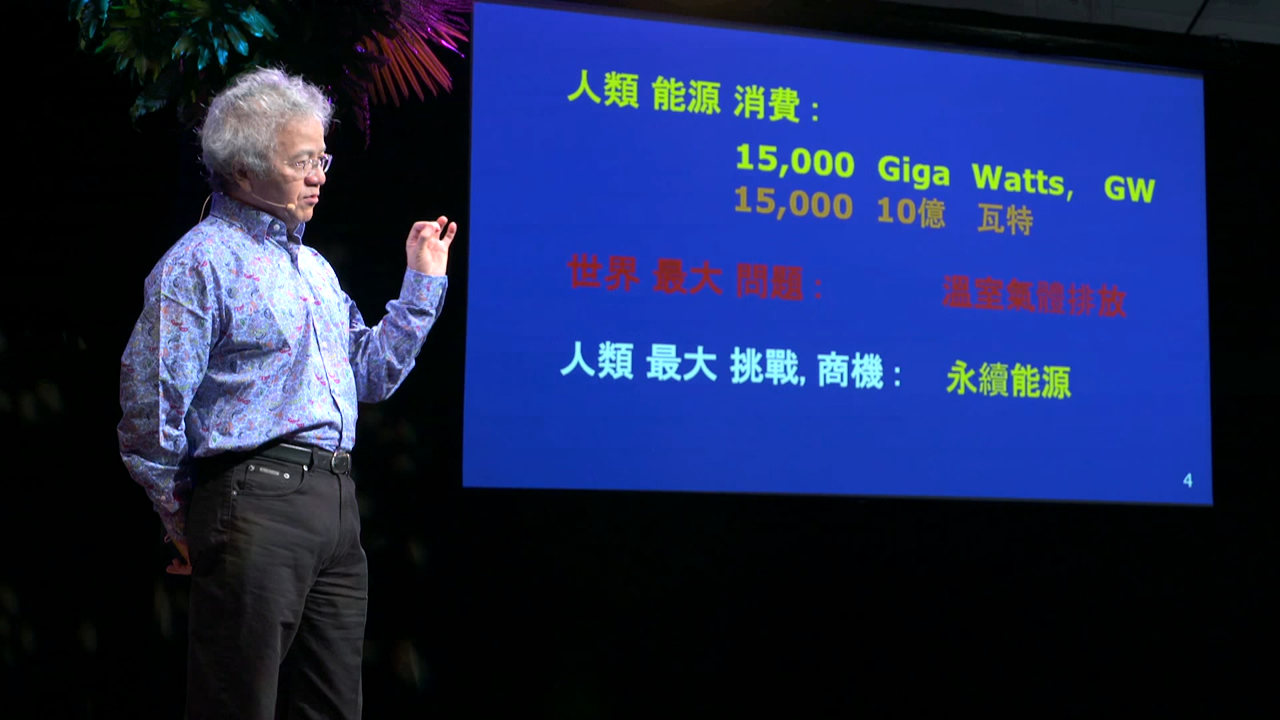 人類 能源 消費 :
15,000 Giga Watts, GW
15,000 10億 瓦特
世界 最大 問題 : 溫室氣體排放
人類 最大 挑戰, 商機 : 永續能源
4